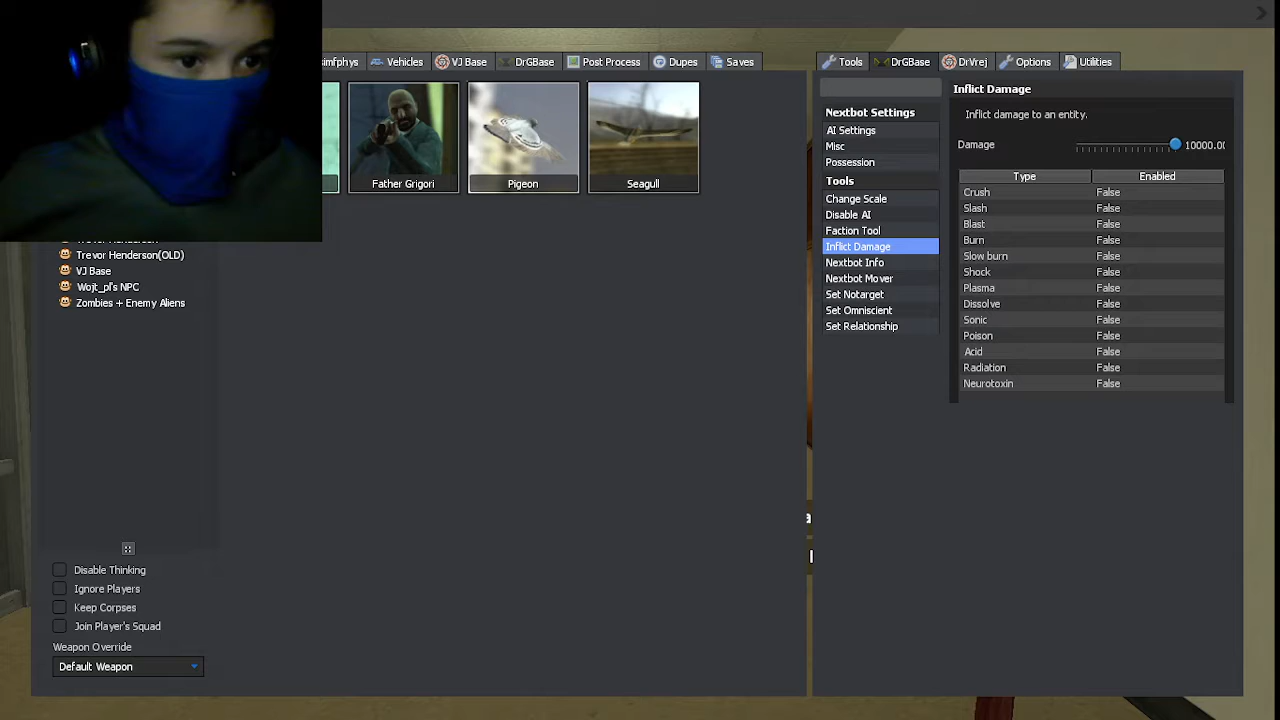 Vehicles
VJ Base
DrGBase
Post Process
Dupes
Saves
Father Grigori
Pigeon
Seagull
Trevor Henderson(OLD)
VJ Base
Wojt_pl's NPC
Zombies + Enemy Aliens
Disable Thinking
Ignore Players
Keep Corpses
Join Player's Squad
Weapon Override
Default Weapon
Tools
DrGBase
DrVrej
Options
Utilities
Nextbot Settings
AI Settings
Misc
Possession
Tools
Change Scale
Disable AI
Faction Tool
Inflict Damage
Nextbot Info
Nextbot Mover
Set Notarget
Set Omniscient
Set Relationship
Inflict Damage
Inflict damage to an entity.
Damage 10000.00
Type Enabled
Crush False
Slash False
Blast False
Burn False
Slow burn False
Shock False
Plasma False
Dissolve False
Sonic False
Poison False
Acid False
Radiation False
Neurotoxin False